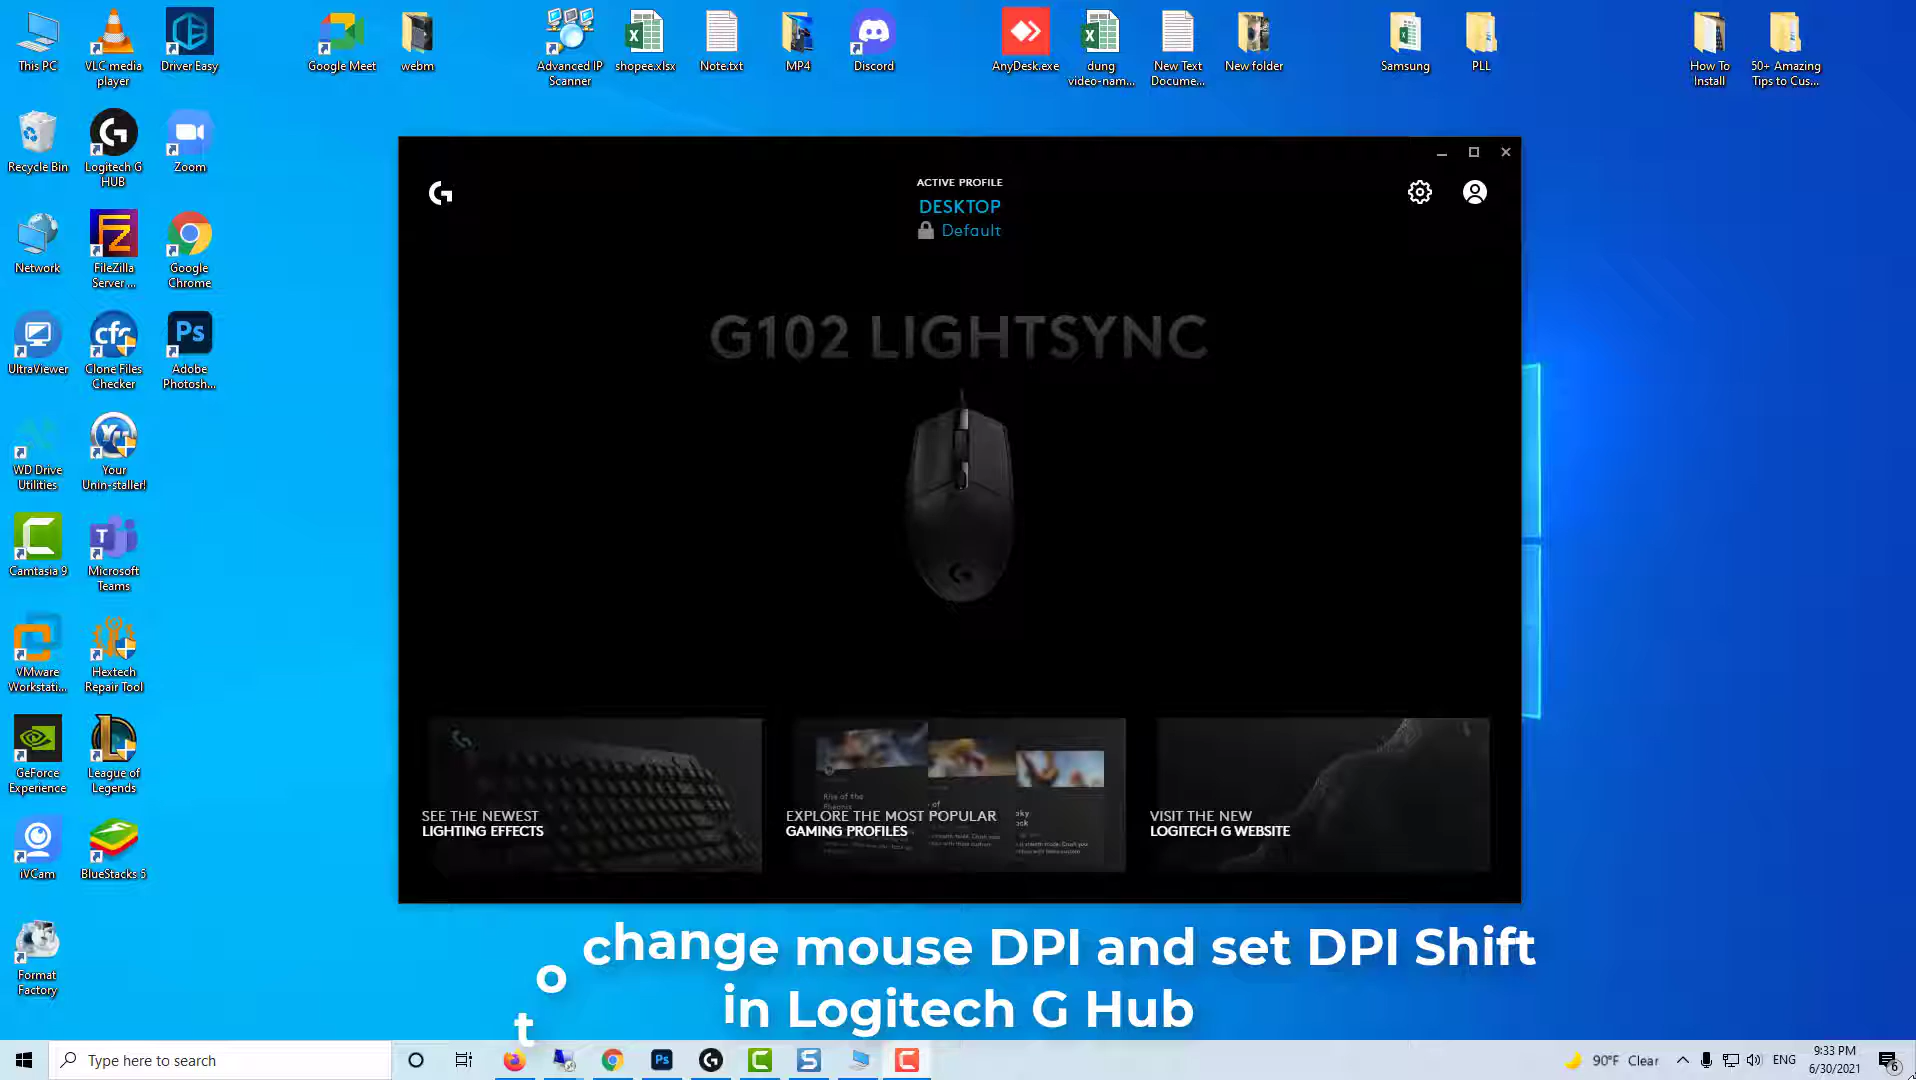 This PC
VLC media
player
Driver Easy
Google Meet
webm
Advanced IP
Scanner
shopee.xlsx
Note.txt
MP4
Discord
AnyDesk.exe
dung
video-nam...
New Text
Docume...
New folder
Samsung
PLL
How To
Install
50+ Amazing
Tips to Cus...
Recycle Bin
Logitech G
HUB
Zoom
Network
FileZilla
Server ...
Google
Chrome
UltraViewer
Clone Files
Checker
Adobe
Photosh...
WD Drive
Utilities
Your
Unin-staller!
Camtasia 9
Microsoft
Teams
VMware
Workstati...
Hextech
Repair Tool
GeForce
Experience
League of
Legends
iVCam
BlueStacks 5
Format
Factory
ACTIVE PROFILE
DESKTOP
Default
G102 LIGHTSYNC
SEE THE NEWEST
LIGHTING EFFECTS
Rise of the
EXPLORE THE MOST POPULAR
GAMING PROFILES
VISIT THE NEW
LOGITECH G WEBSITE
to change mouse DPI and set DPI Shift
in Logitech G Hub
Type here to search
90°F Clear
ENG
9:33 PM
6/30/2021
6